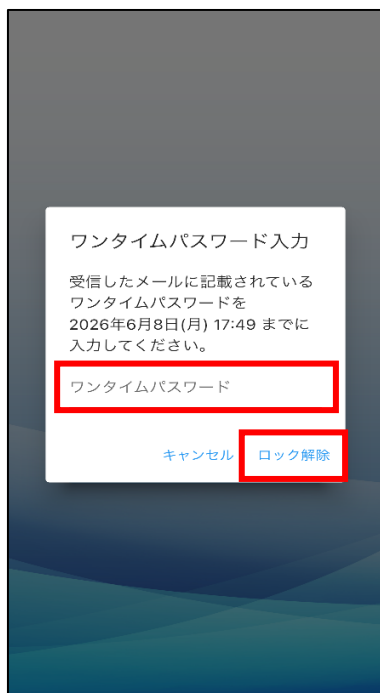 ワンタイムパスワード入力
受信したメールに記載されている
ワンタイムパスワードを
2026年6月8日(月) 17:49 までに
入力してください。
ワンタイムパスワード
キャンセル ロック解除